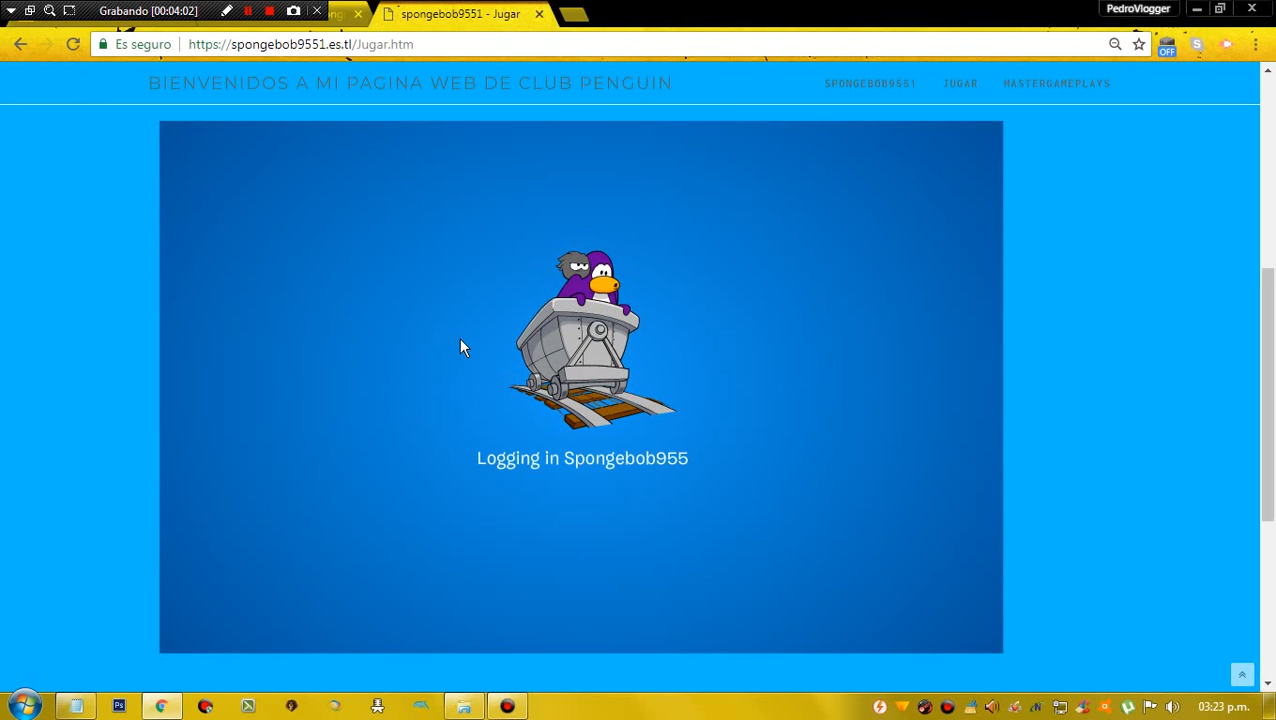 Grabando [00:04:02]
spongebob9551 - Jugar
PedroVlogger
Es seguro
https://spongebob9551.es.tl/Jugar.htm
OFF
BIENVENIDOS A MI PAGINA WEB DE CLUB PENGUIN
SPONGEBOB9551 JUGAR MASTERGAMEPLAYS
Logging in Spongebob955
03:23 p.m.